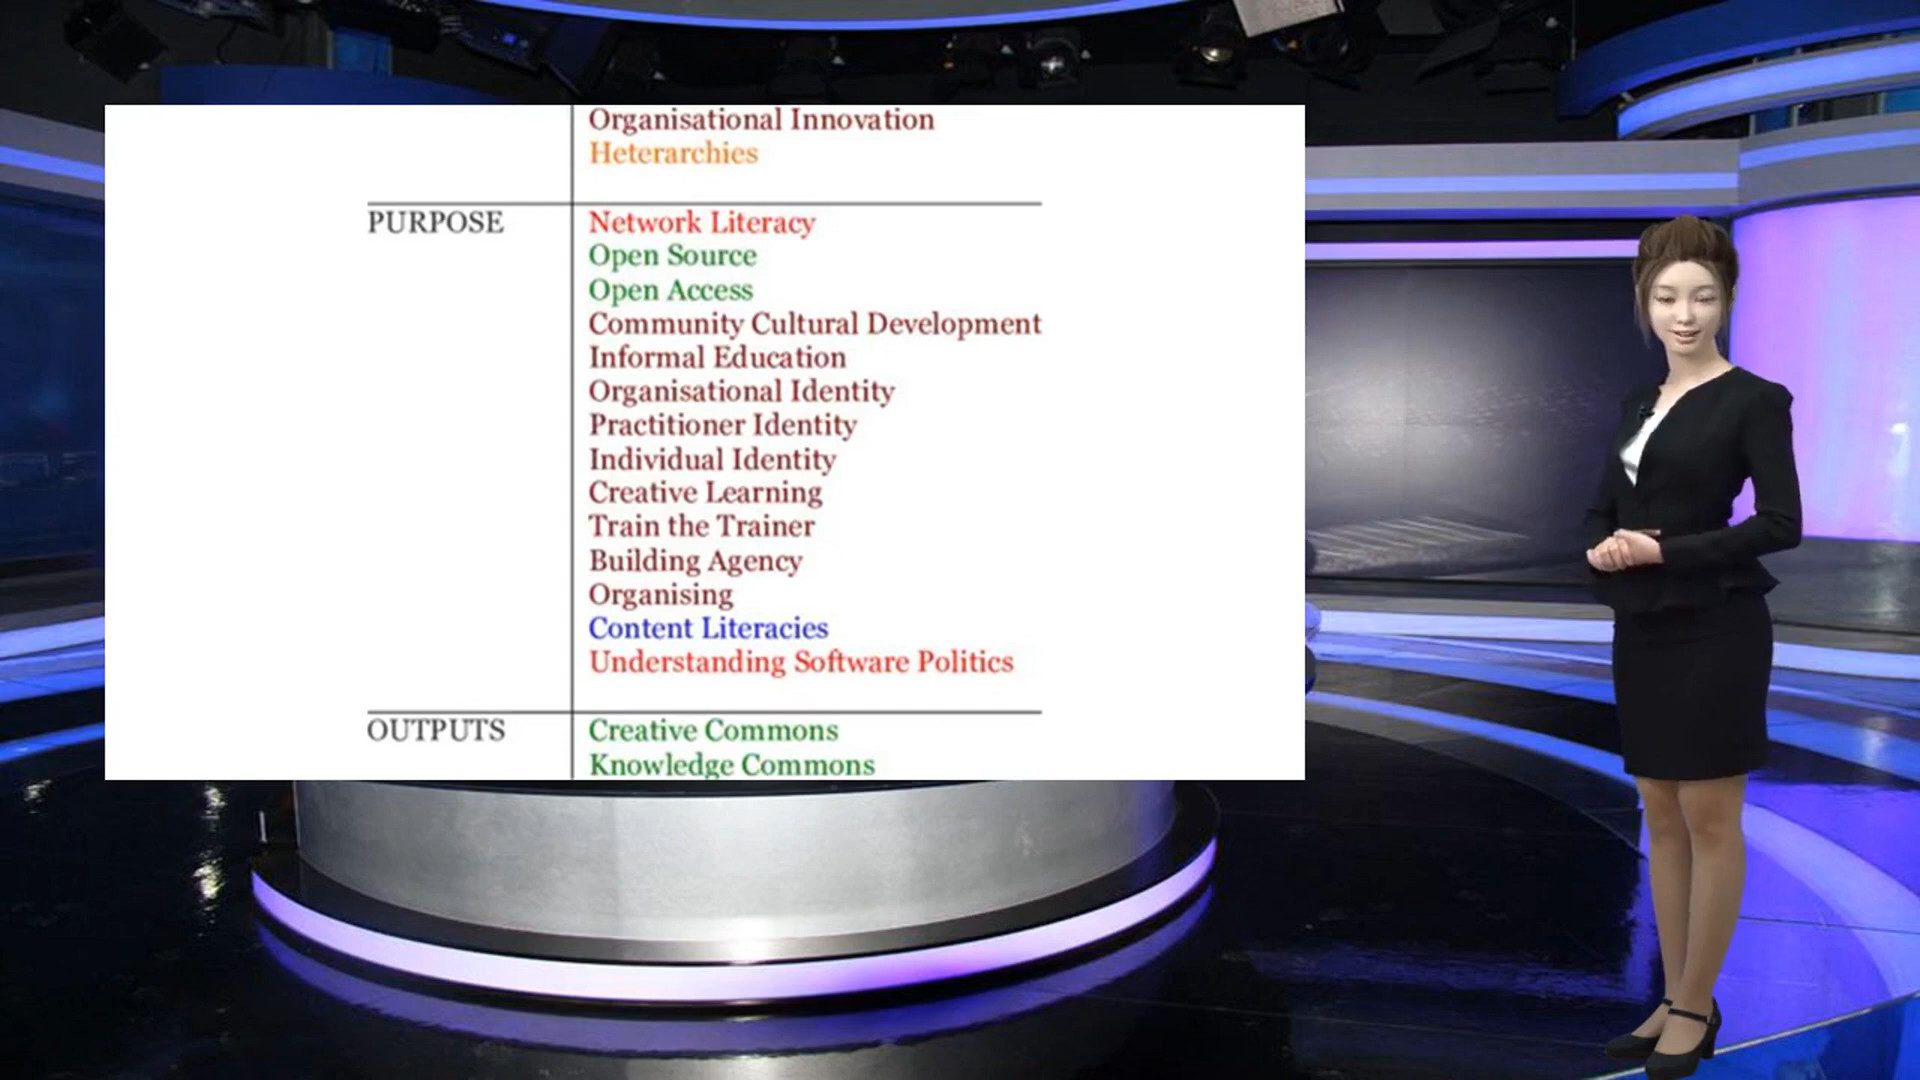 Organisational Innovation
Heterarchies
PURPOSE Network Literacy
Open Source
Open Access
Community Cultural Development
Informal Education
Organisational Identity
Practitioner Identity
Individual Identity
Creative Learning
Train the Trainer
Building Agency
Organising
Content Literacies
Understanding Software Politics
OUTPUTS Creative Commons
Knowledge Commons